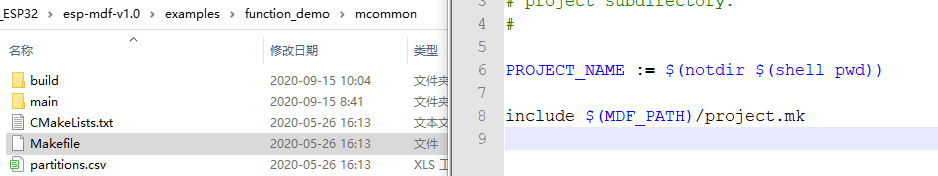 _ESP32 > esp-mdf-v1.0 > examples > function_demo > mcommon
名称 修改日期 类型
build 2020-09-15 10:04 文件夹
main 2020-09-15 8:41 文件夹
CMakeLists.txt 2020-05-26 16:13 文本文
Makefile 2020-05-26 16:13 文件
partitions.csv 2020-05-26 16:13 XLS 工
3 # project subdirectory.
4 #
5
6 PROJECT_NAME := $(notdir $(shell pwd))
7
8 include $(MDF_PATH)/project.mk
9